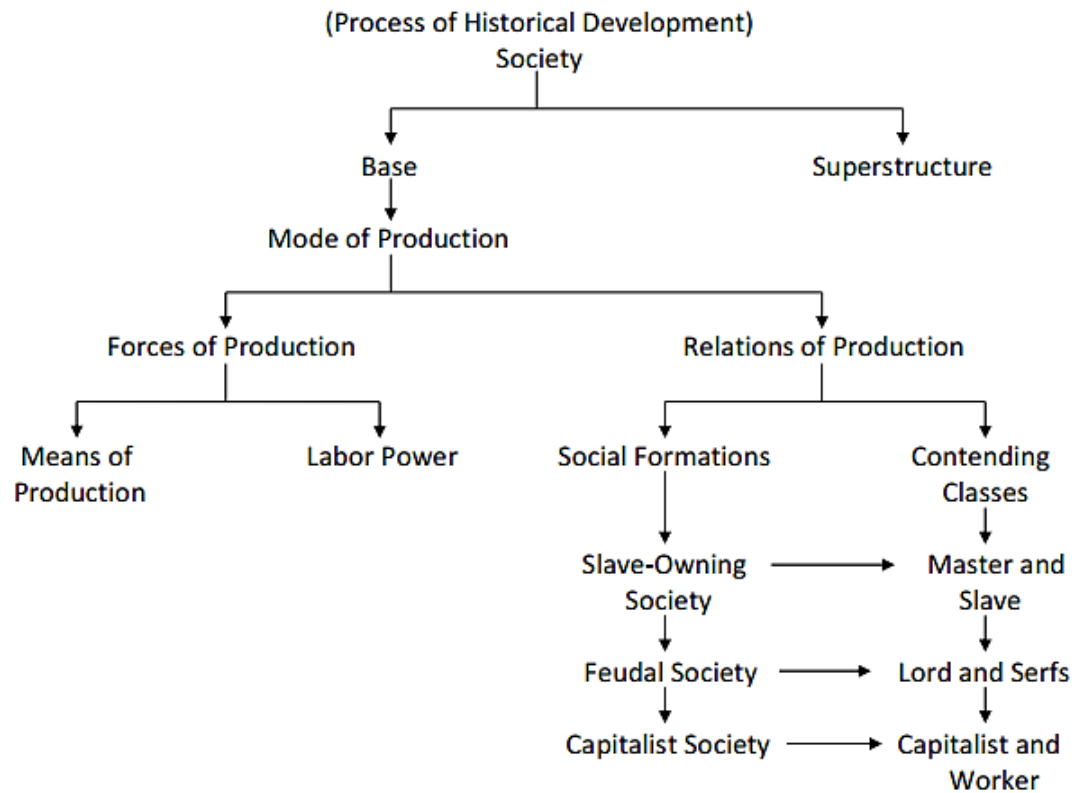 (Process of Historical Development)
Society
Base
Superstructure
Mode of Production
Forces of Production
Relations of Production
Means of
Production
Labor Power
Social Formations
Contending
Classes
Slave-Owning
Society
Master and
Slave
Feudal Society
Lord and Serfs
Capitalist Society
Capitalist and
Worker